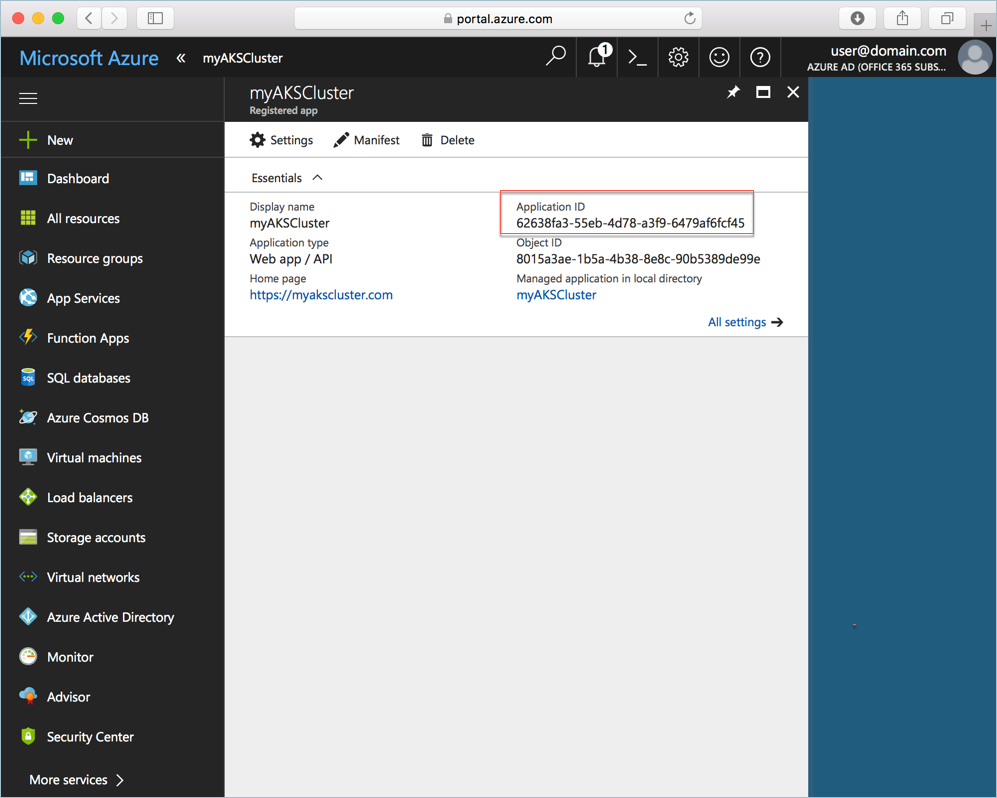 portal.azure.com
Microsoft Azure « myAKSCluster
1
user@domain.com
AZURE AD (OFFICE 365 SUBS...
myAKSCluster
Registered app
Settings Manifest Delete
Essentials
Display name
myAKSCluster
Application type
Web app / API
Home page
https://myakscluster.com
Application ID
62638fa3-55eb-4d78-a3f9-6479af6fcf45
Object ID
8015a3ae-1b5a-4b38-8e8c-90b5389de99e
Managed application in local directory
myAKSCluster
All settings
New
Dashboard
All resources
Resource groups
App Services
Function Apps
SQL databases
SQL
Azure Cosmos DB
Virtual machines
Load balancers
Storage accounts
Virtual networks
Azure Active Directory
Monitor
Advisor
Security Center
More services